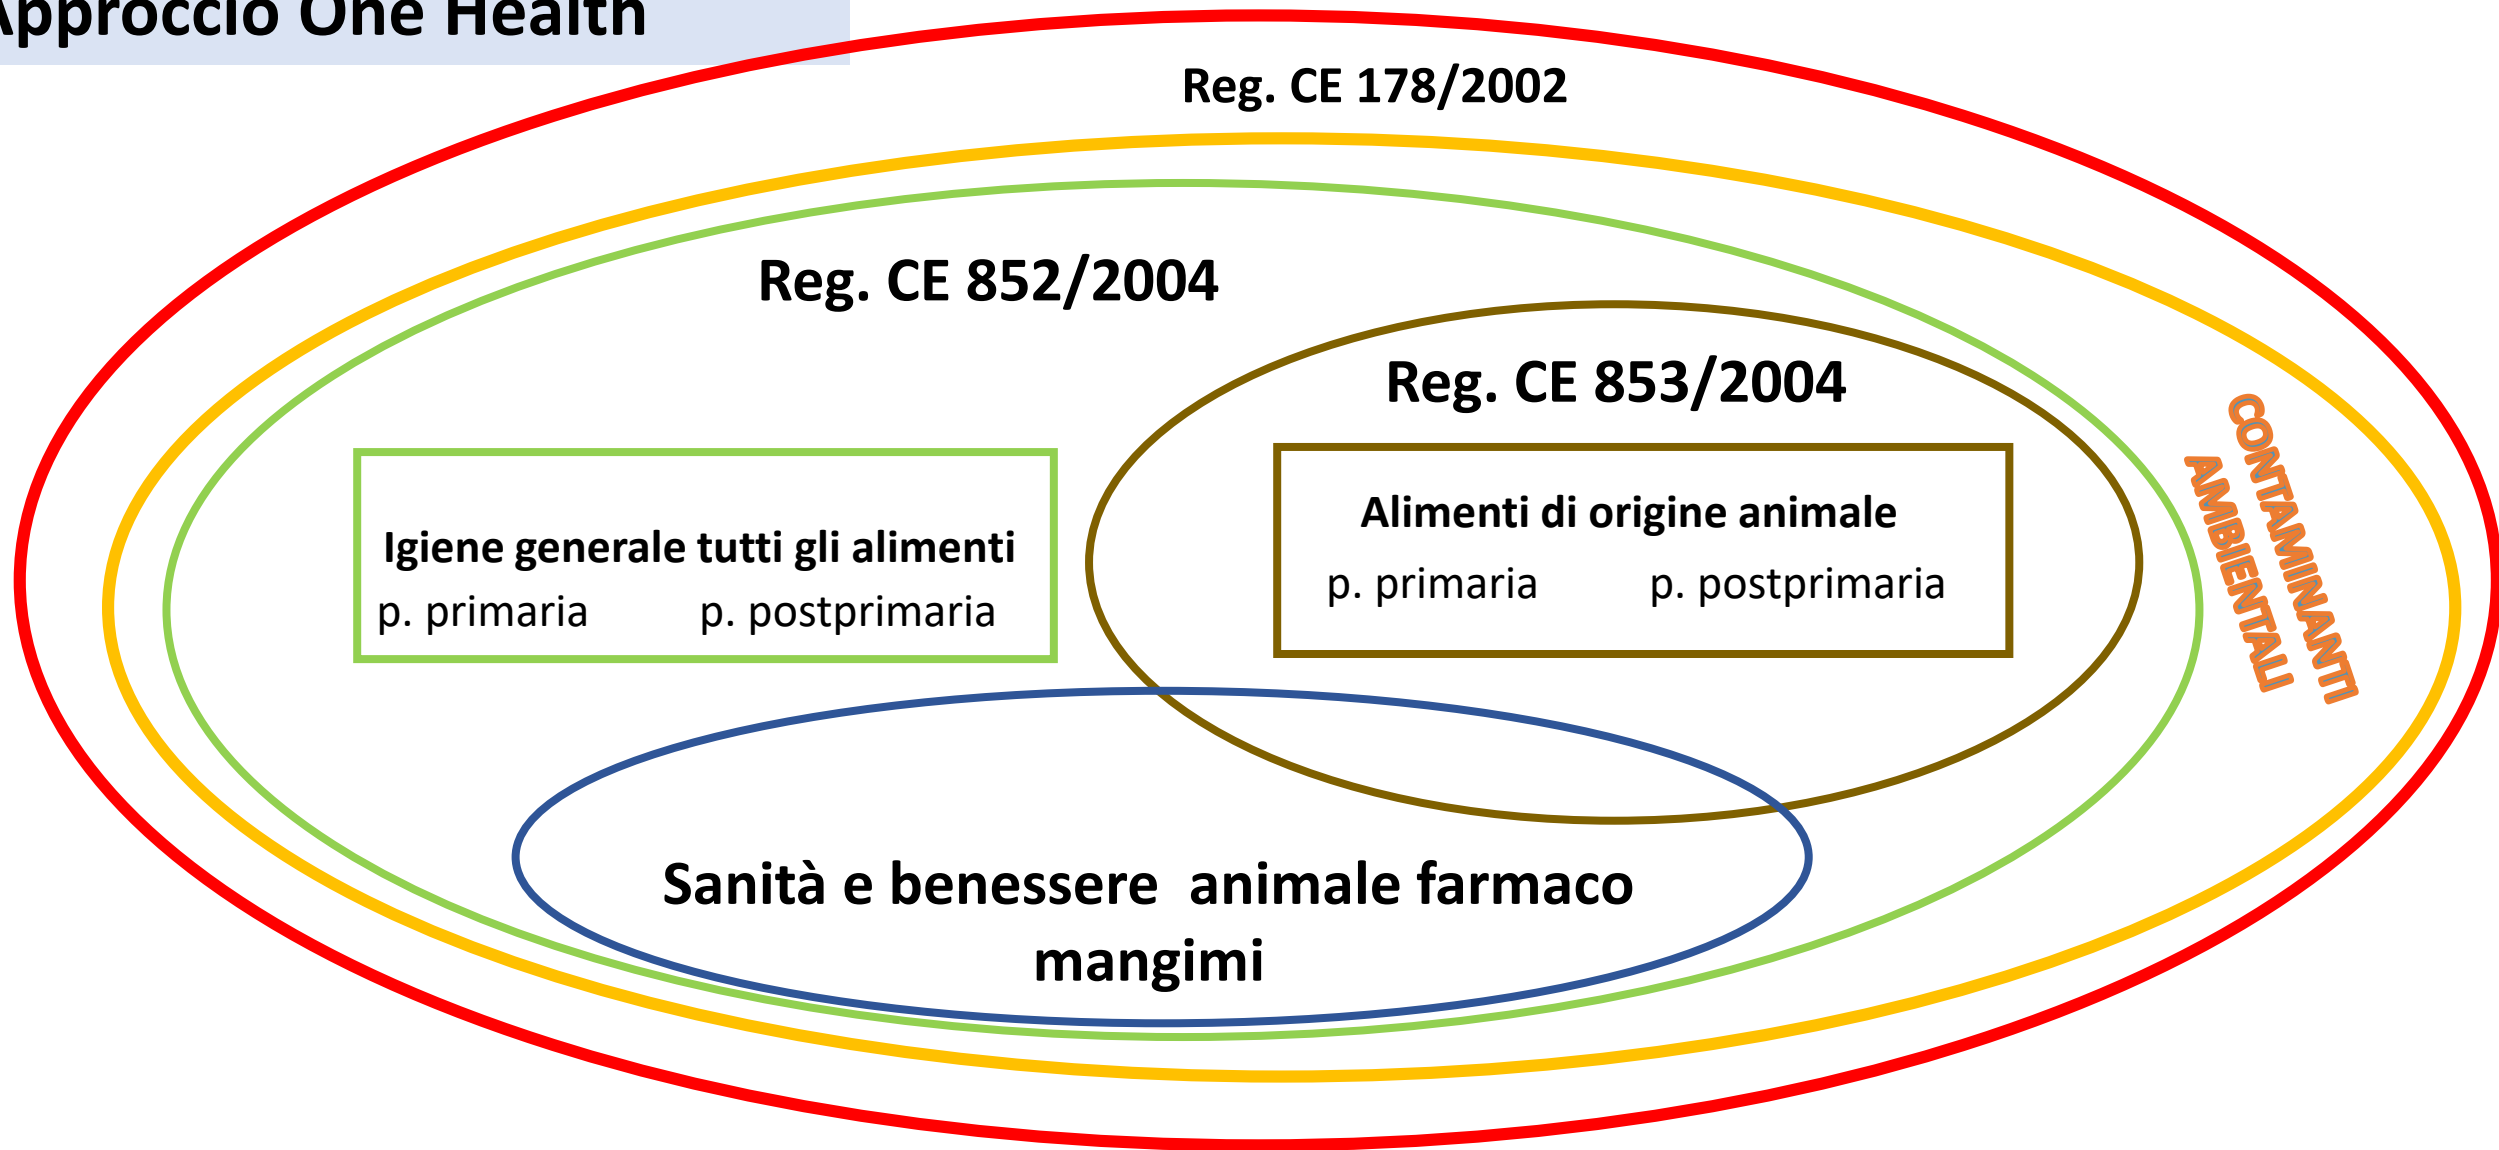 pproccio One Health
Reg. CE 178/2002
Reg. CE 852/2004
Reg. CE 853/2004
Igiene generale tutti gli alimenti
p. primaria p. postprimaria
Alimenti di origine animale
p. primaria p. postprimaria
CONTAMINANTI
AMBIENTALI
Sanità e benessere animale farmaco
mangimi